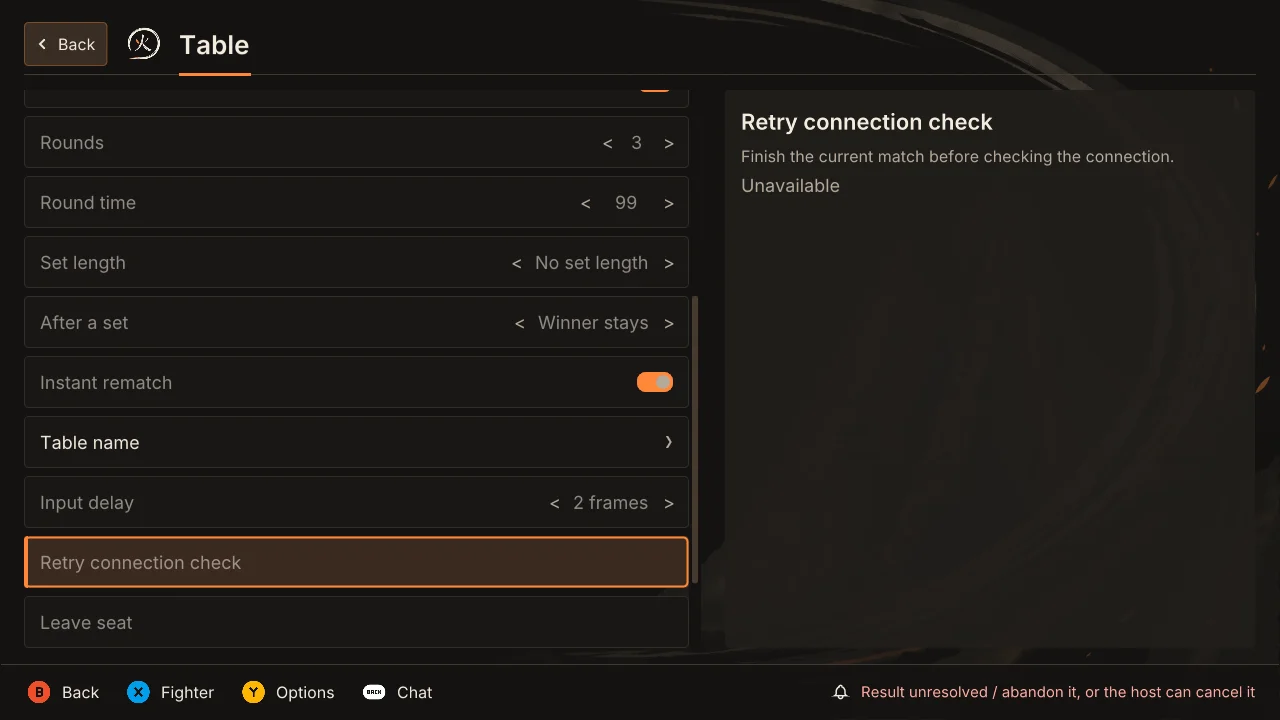 Back
火
Table
Rounds
< 3 >
Round time
< 99 >
Set length
< No set length >
After a set
< Winner stays >
Instant rematch
Table name
Input delay
< 2 frames >
Retry connection check
Leave seat
Retry connection check
Finish the current match before checking the connection.
Unavailable
B Back
X Fighter
Y Options
BACK Chat
Result unresolved / abandon it, or the host can cancel it